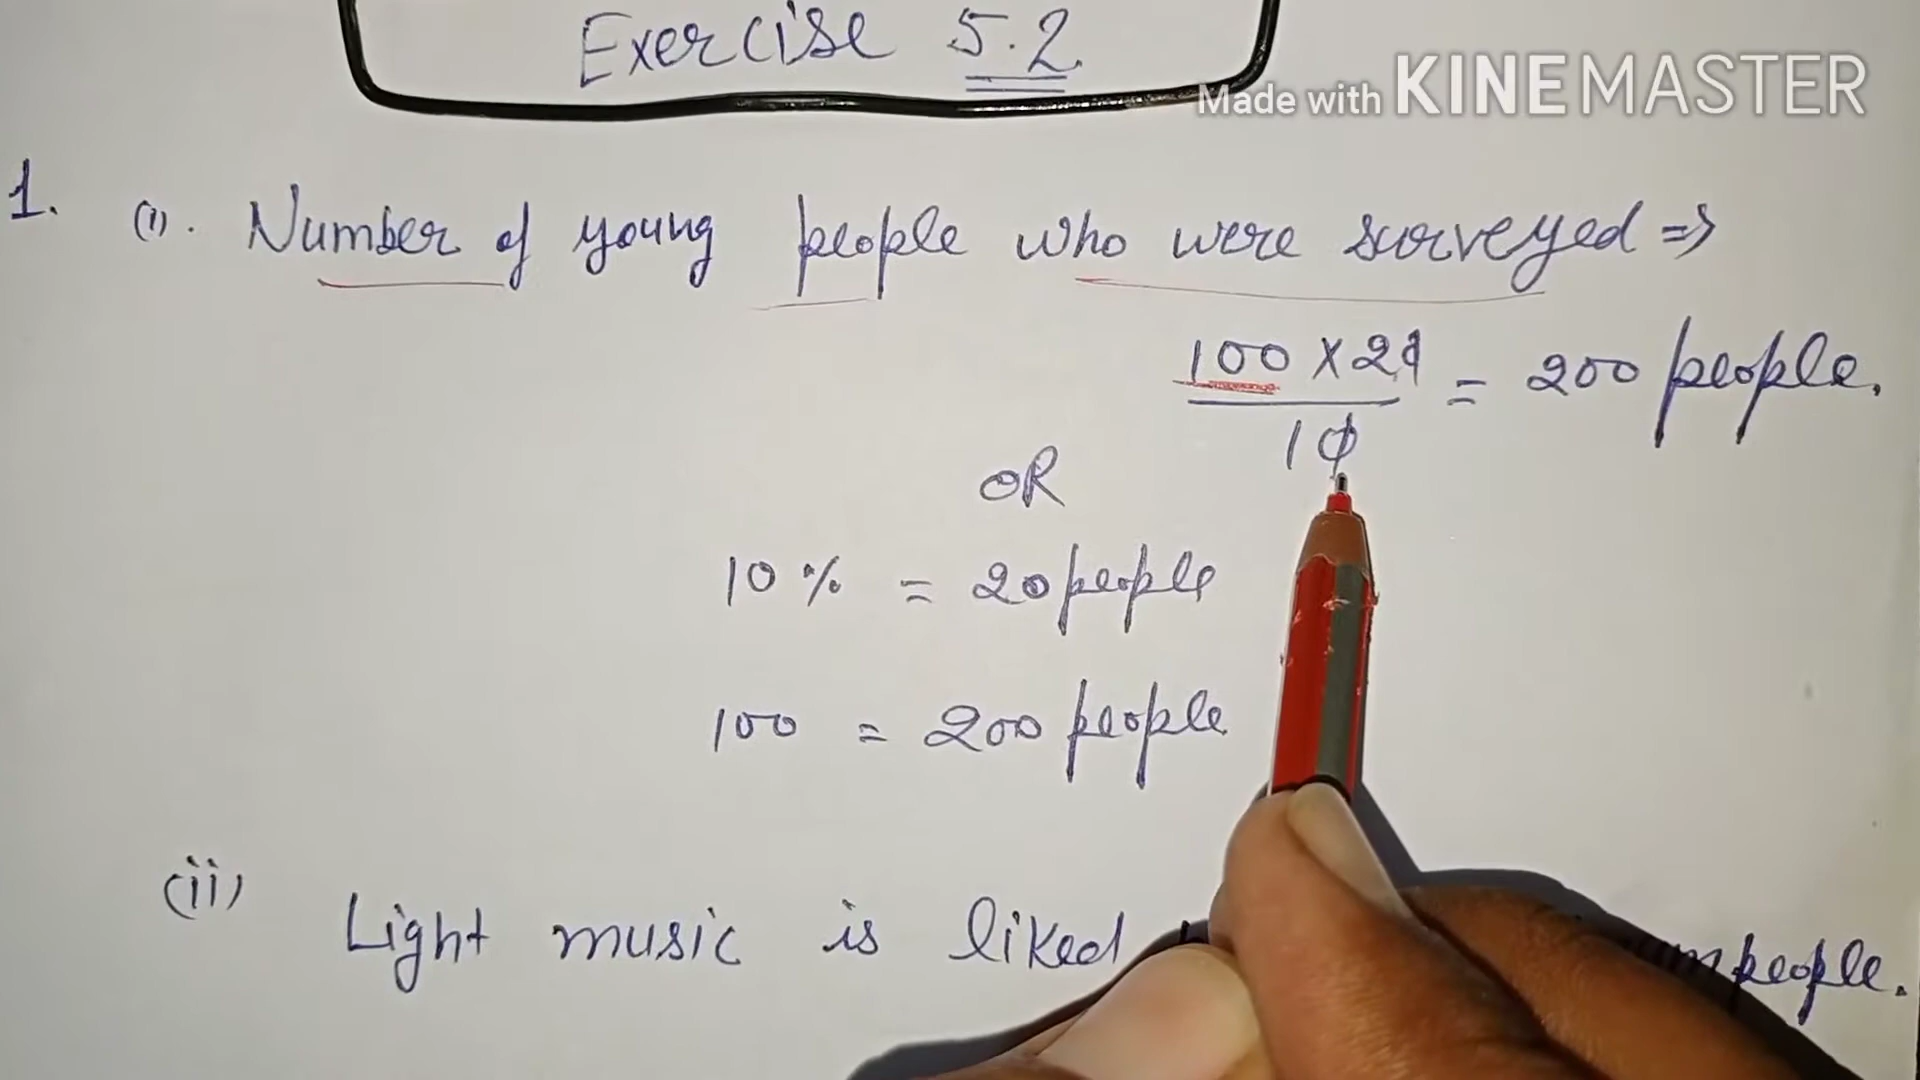 Exercise 5.2
Made with KINEMASTER
1. (i). Number of young people who were surveyed ⇒
100 × 20 = 200 people.
10
OR
10 % = 20 people
100 = 200 people
(ii) Light music is liked people.